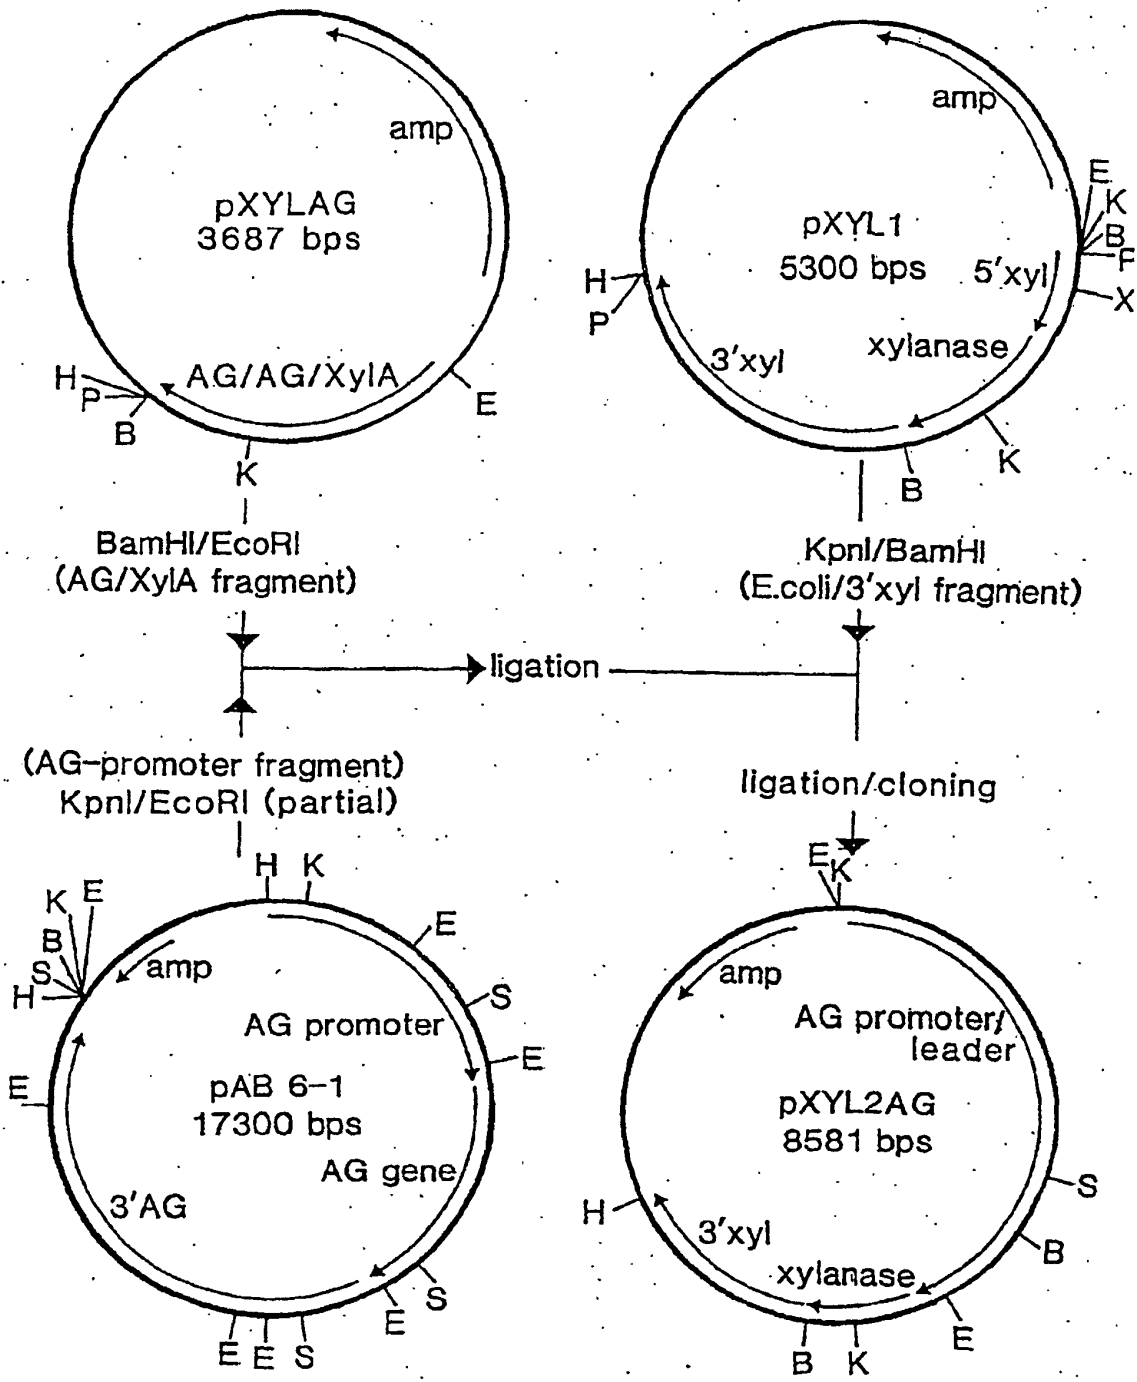 amp
pXYLAG
3687 bps
AG/AG/XylA
H
P
B
K
E
amp
pXYL1
5300 bps
E
K
B
P
X
5'xyl
xylanase
3'xyl
H
P
K
B
BamHI/EcoRI
(AG/XylA fragment)
KpnI/BamHI
(E.coli/3'xyl fragment)
ligation
(AG-promoter fragment)
KpnI/EcoRI (partial)
ligation/cloning
H K
E
S
E
K E
B
S
H
E
amp
AG promoter
pAB 6-1
17300 bps
AG gene
3'AG
S
E
E E S
E
K
amp
AG promoter/
leader
pXYL2AG
8581 bps
H
3'xyl
xylanase
S
B
E
B K